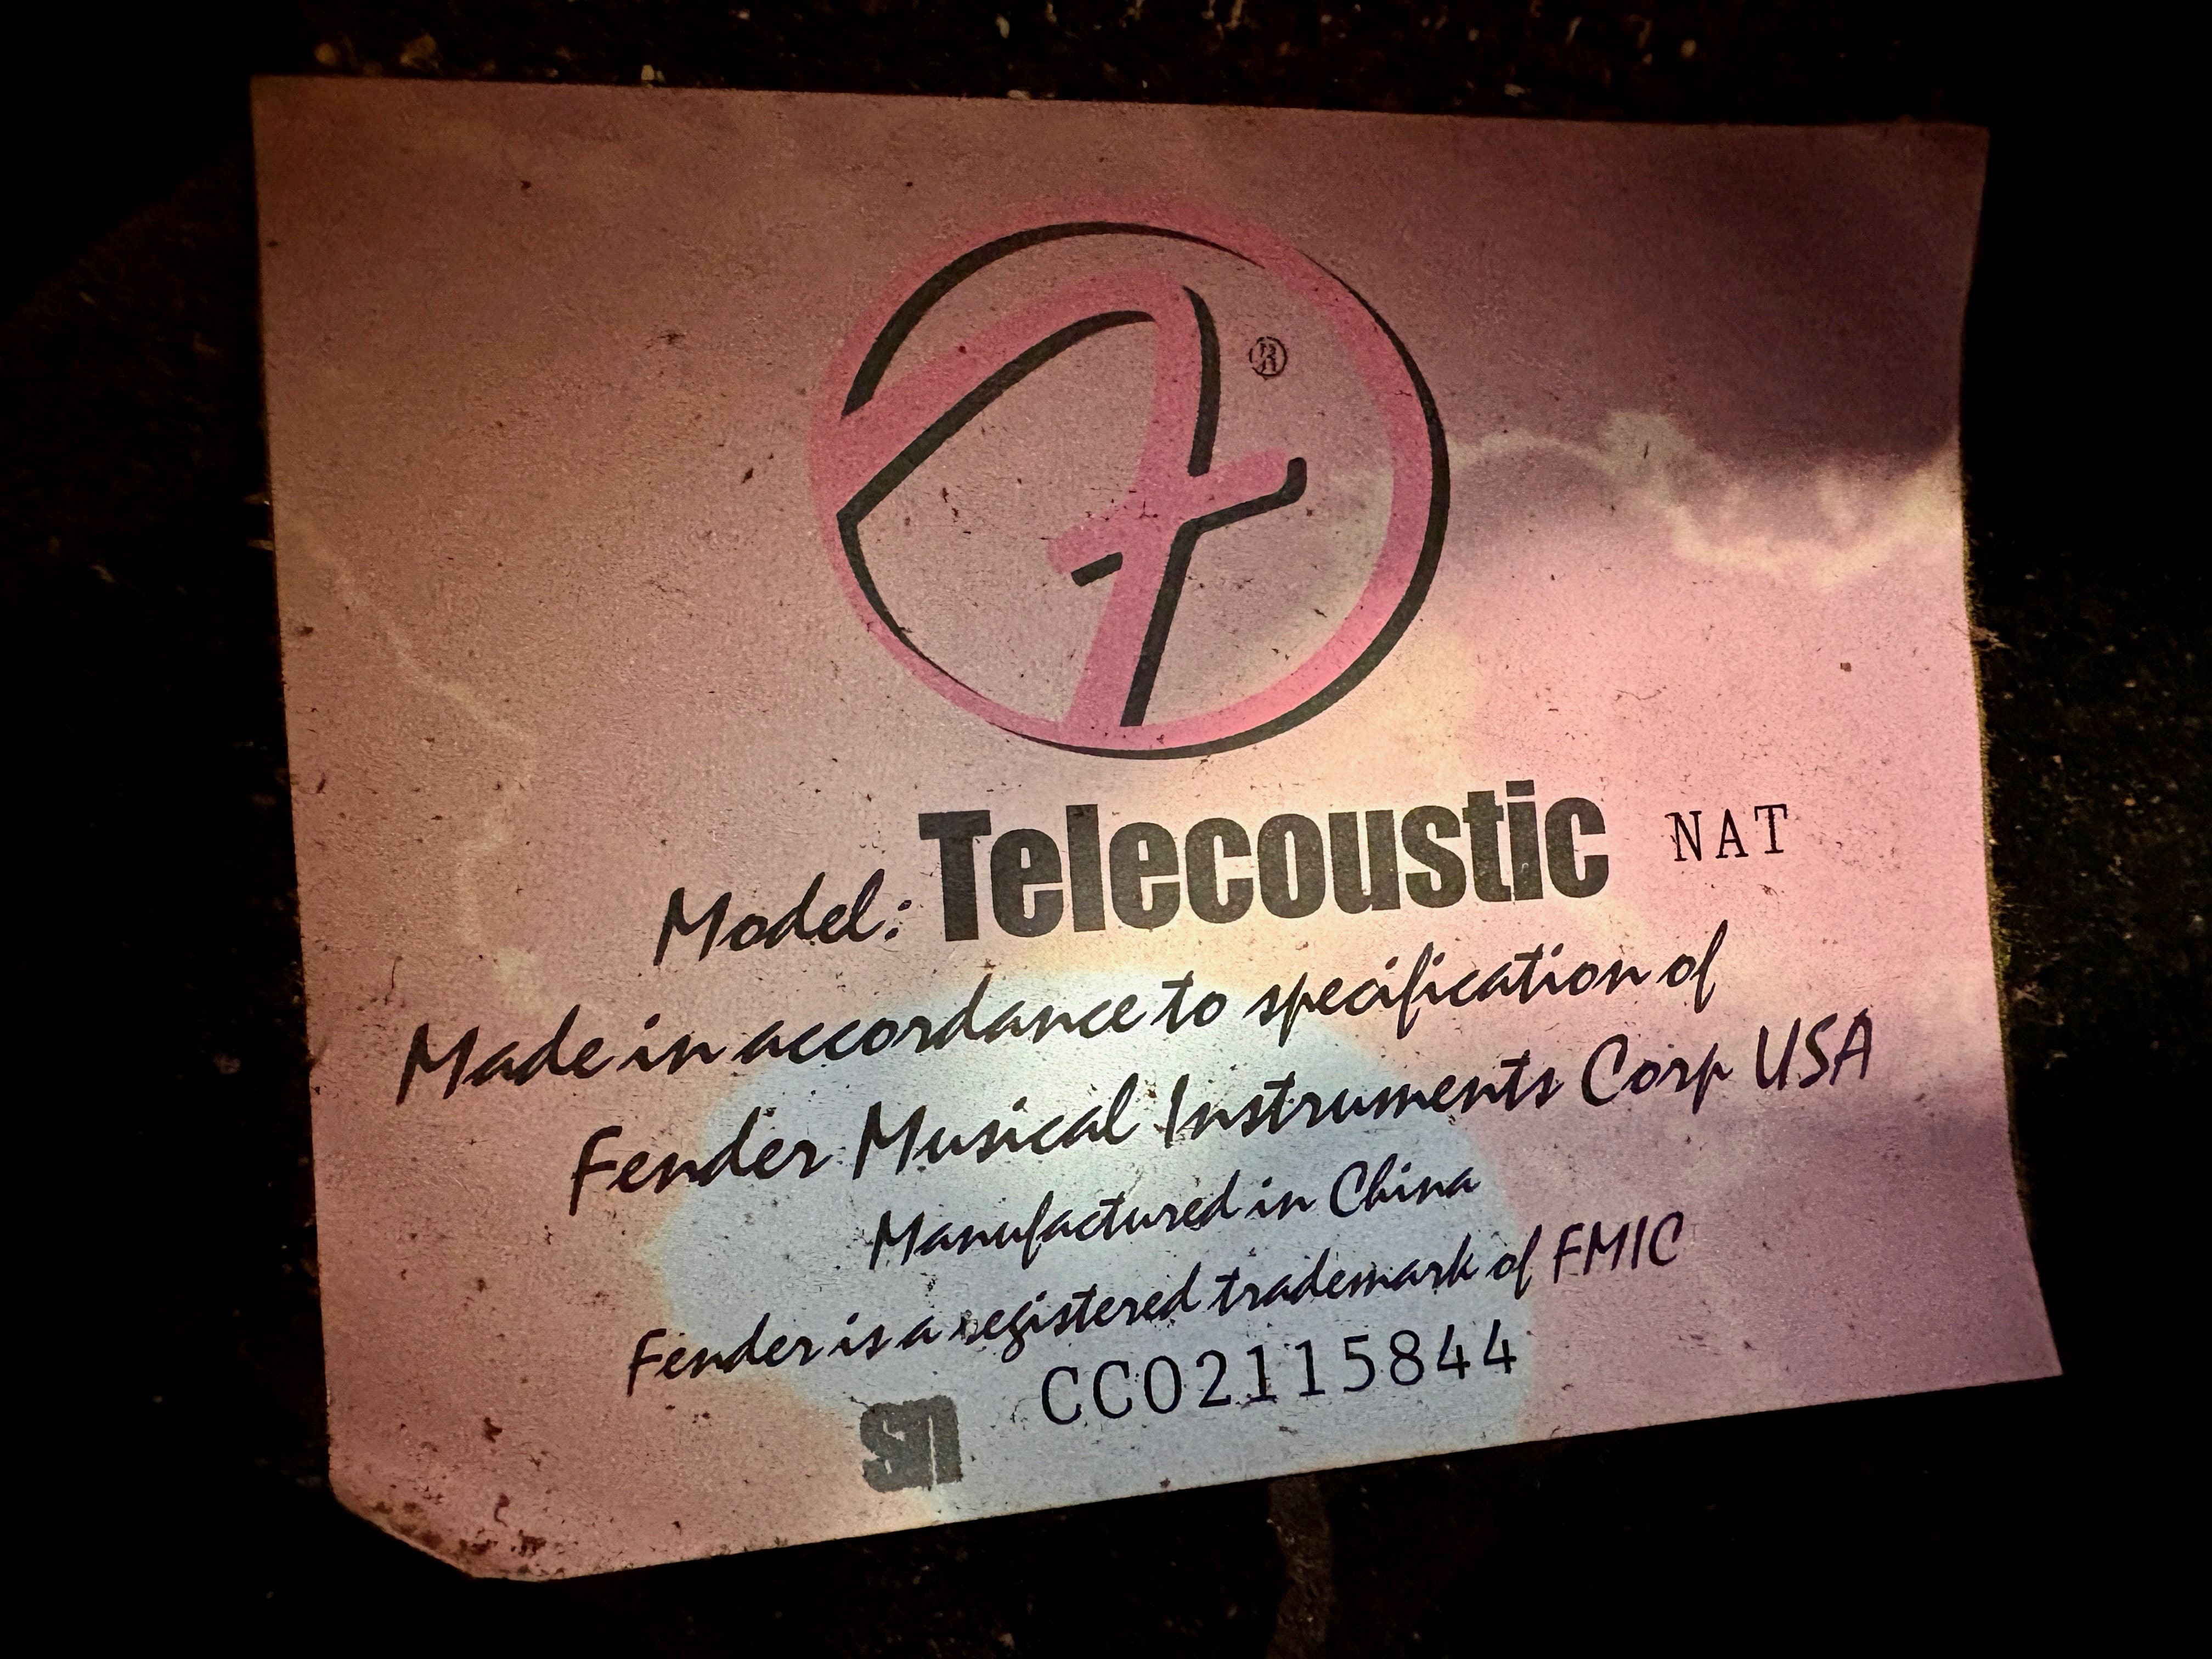 ®
Model: Telecoustic NAT
Made in accordance to specification of
Fender Musical Instruments Corp USA
Manufactured in China
Fender is a registered trademark of FMIC
CC02115844